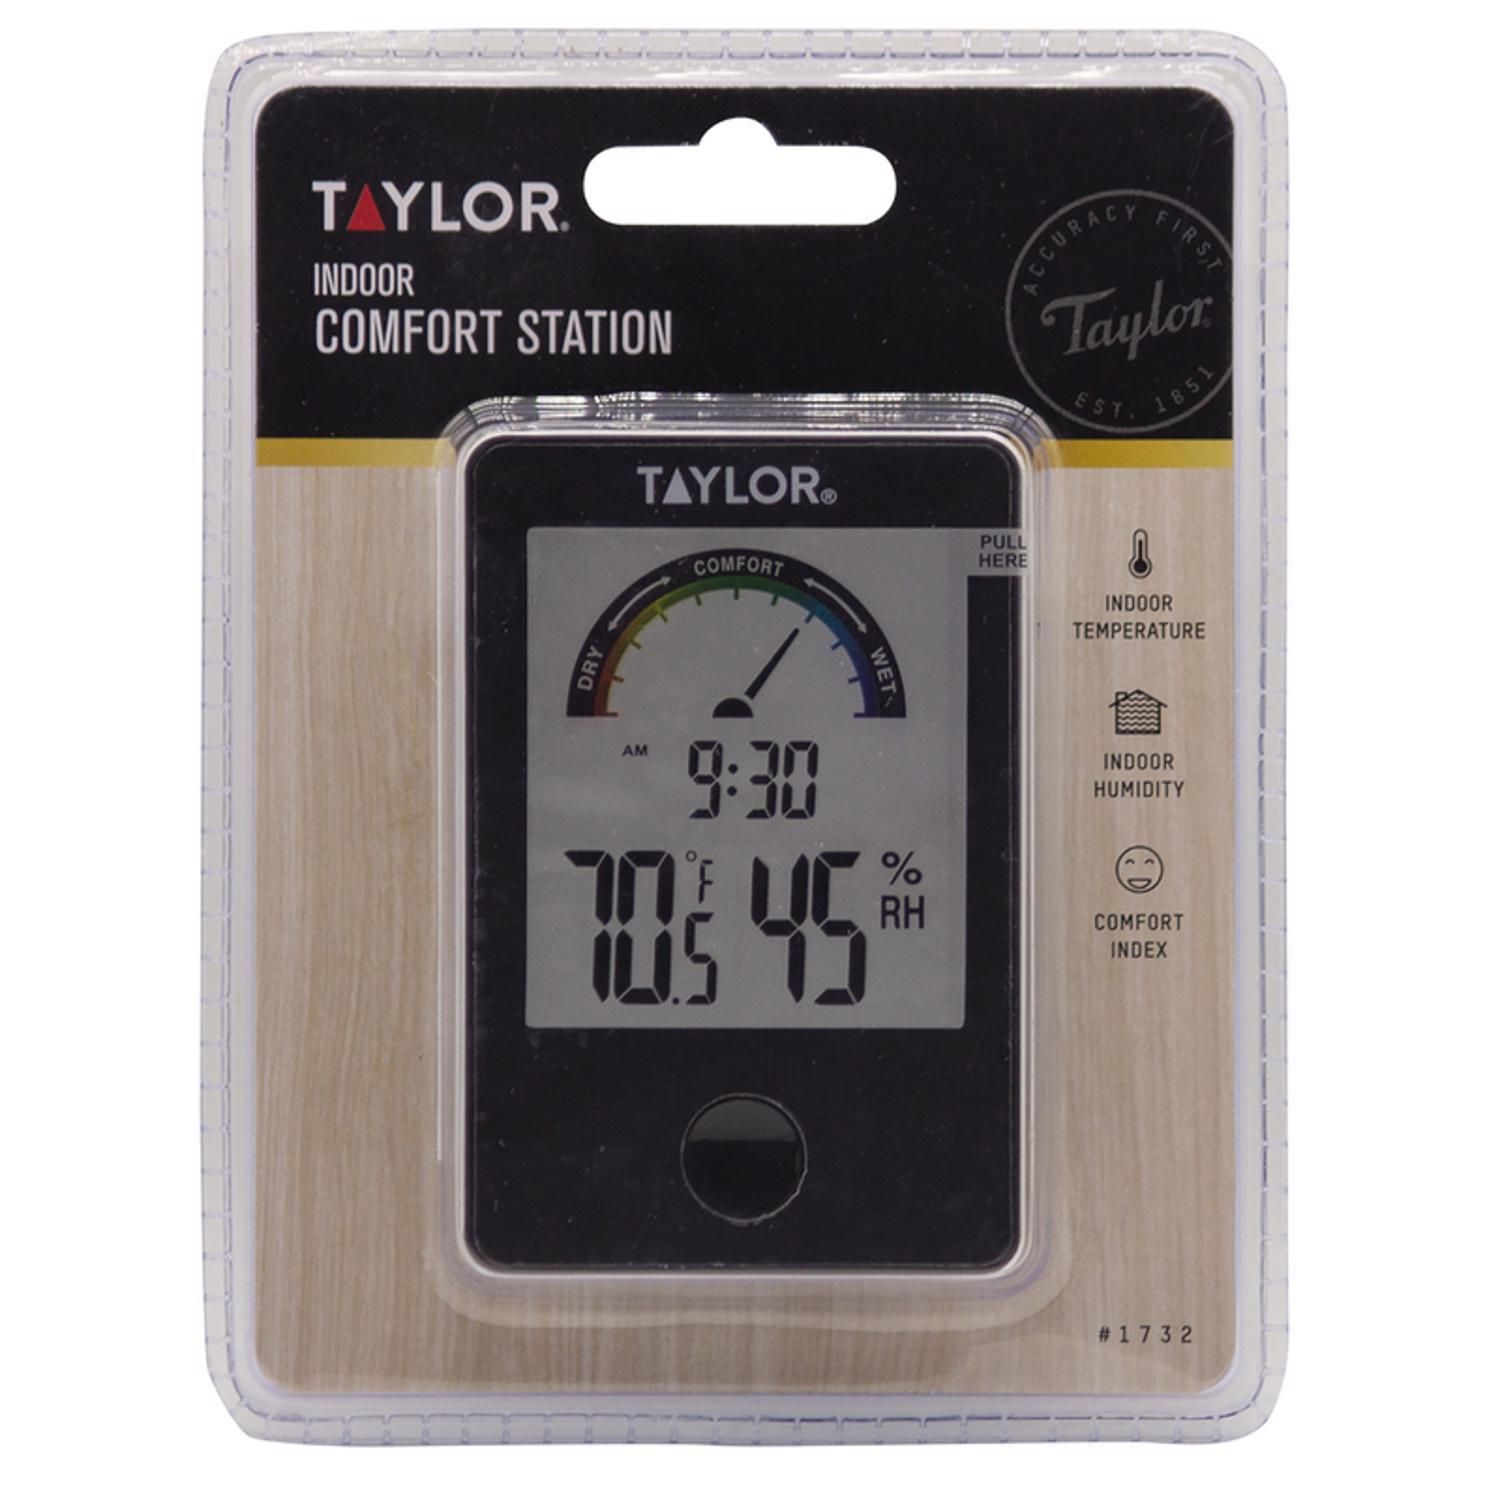 TAYLOR®
INDOOR
COMFORT STATION
ACCURACY FIRST
Taylor®
EST. 1851
TAYLOR®
PULL
HERE
COMFORT
DRY
WET
AM
9:30
70.5 °F 45 % RH
INDOOR
TEMPERATURE
INDOOR
HUMIDITY
COMFORT
INDEX
#1732